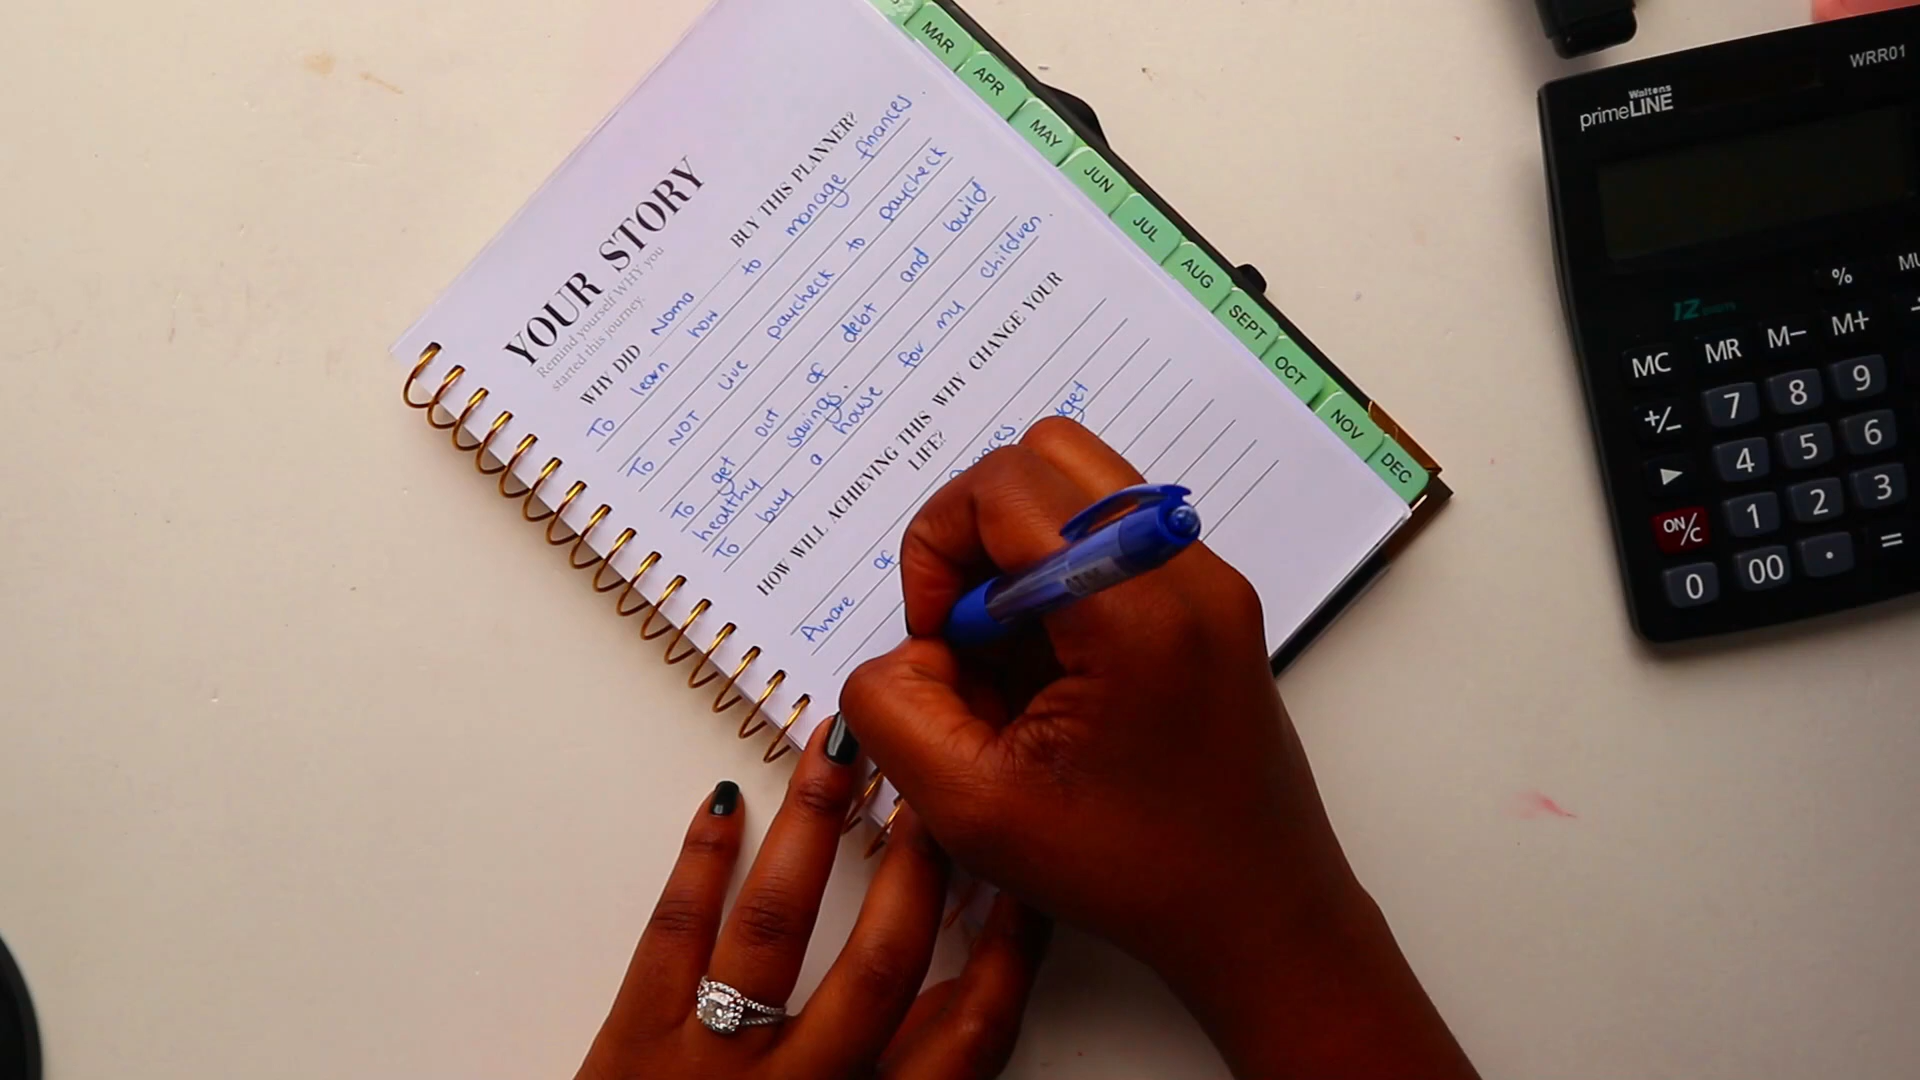 YOUR STORY
Remind yourself WHY you
started this journey.
WHY DID Noma BUY THIS PLANNER?
To learn how to manage finances.
To NOT live paycheck to paycheck
To get out of debt and build
healthy savings.
To buy a house for my children.
HOW WILL ACHIEVING THIS WHY CHANGE YOUR
LIFE?
Aware of
MAR
APR
MAY
JUN
JUL
AUG
SEPT
OCT
NOV
DEC
Waltons
primeLINE
WRR01
12
%
MC MR M− M+
+/− 7 8 9
▶ 4 5 6
ON/C 1 2 3
0 00 . =